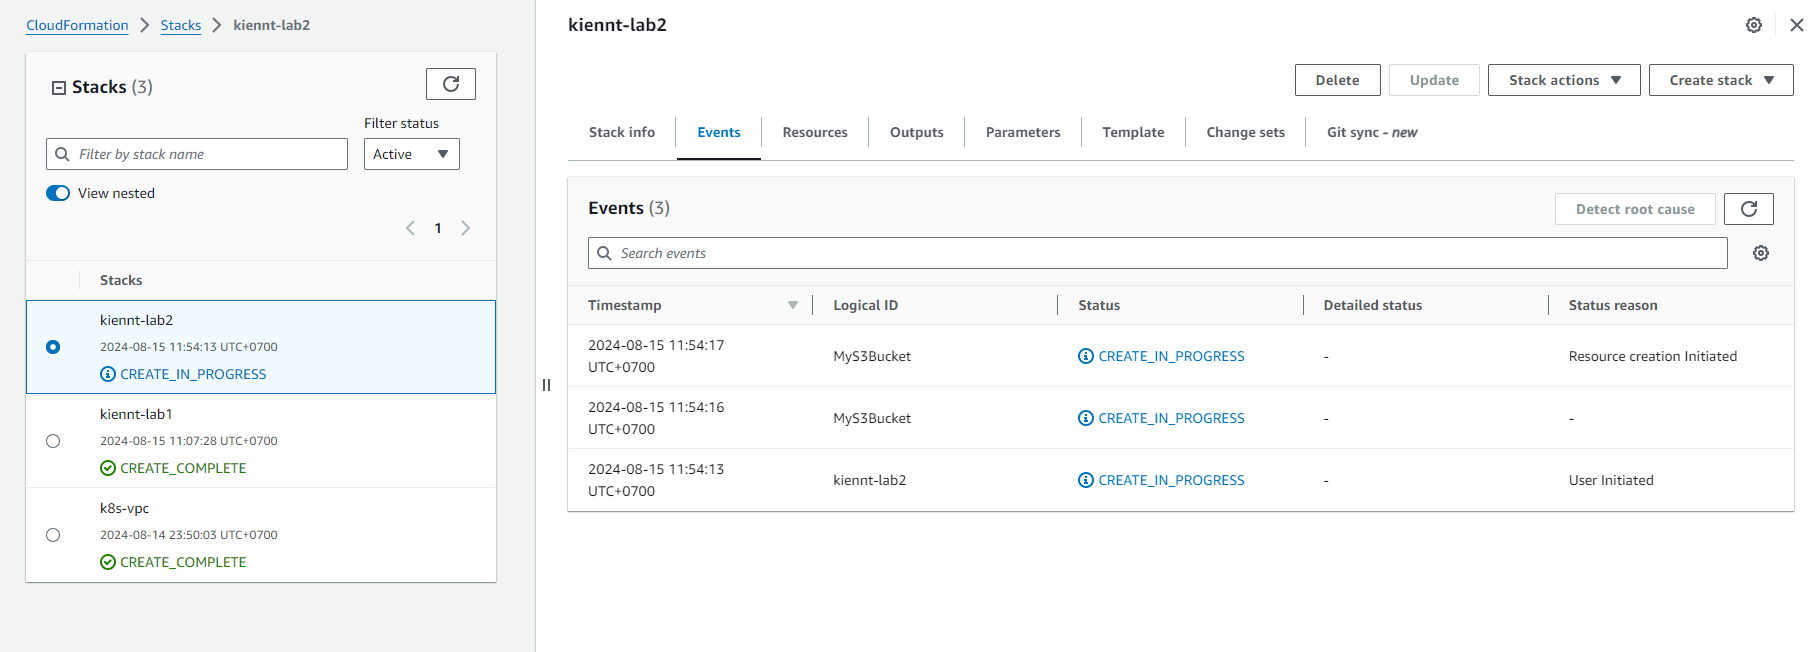 CloudFormation > Stacks > kiennt-lab2
Stacks (3)
Filter status
Filter by stack name
Active
View nested
1
Stacks
kiennt-lab2
2024-08-15 11:54:13 UTC+0700
CREATE_IN_PROGRESS
kiennt-lab1
2024-08-15 11:07:28 UTC+0700
CREATE_COMPLETE
k8s-vpc
2024-08-14 23:50:03 UTC+0700
CREATE_COMPLETE
kiennt-lab2
Delete Update Stack actions Create stack
Stack info Events Resources Outputs Parameters Template Change sets Git sync - new
Events (3)
Detect root cause
Search events
Timestamp Logical ID Status Detailed status Status reason
2024-08-15 11:54:17
UTC+0700
MyS3Bucket CREATE_IN_PROGRESS - Resource creation Initiated
2024-08-15 11:54:16
UTC+0700
MyS3Bucket CREATE_IN_PROGRESS - -
2024-08-15 11:54:13
UTC+0700
kiennt-lab2 CREATE_IN_PROGRESS - User Initiated